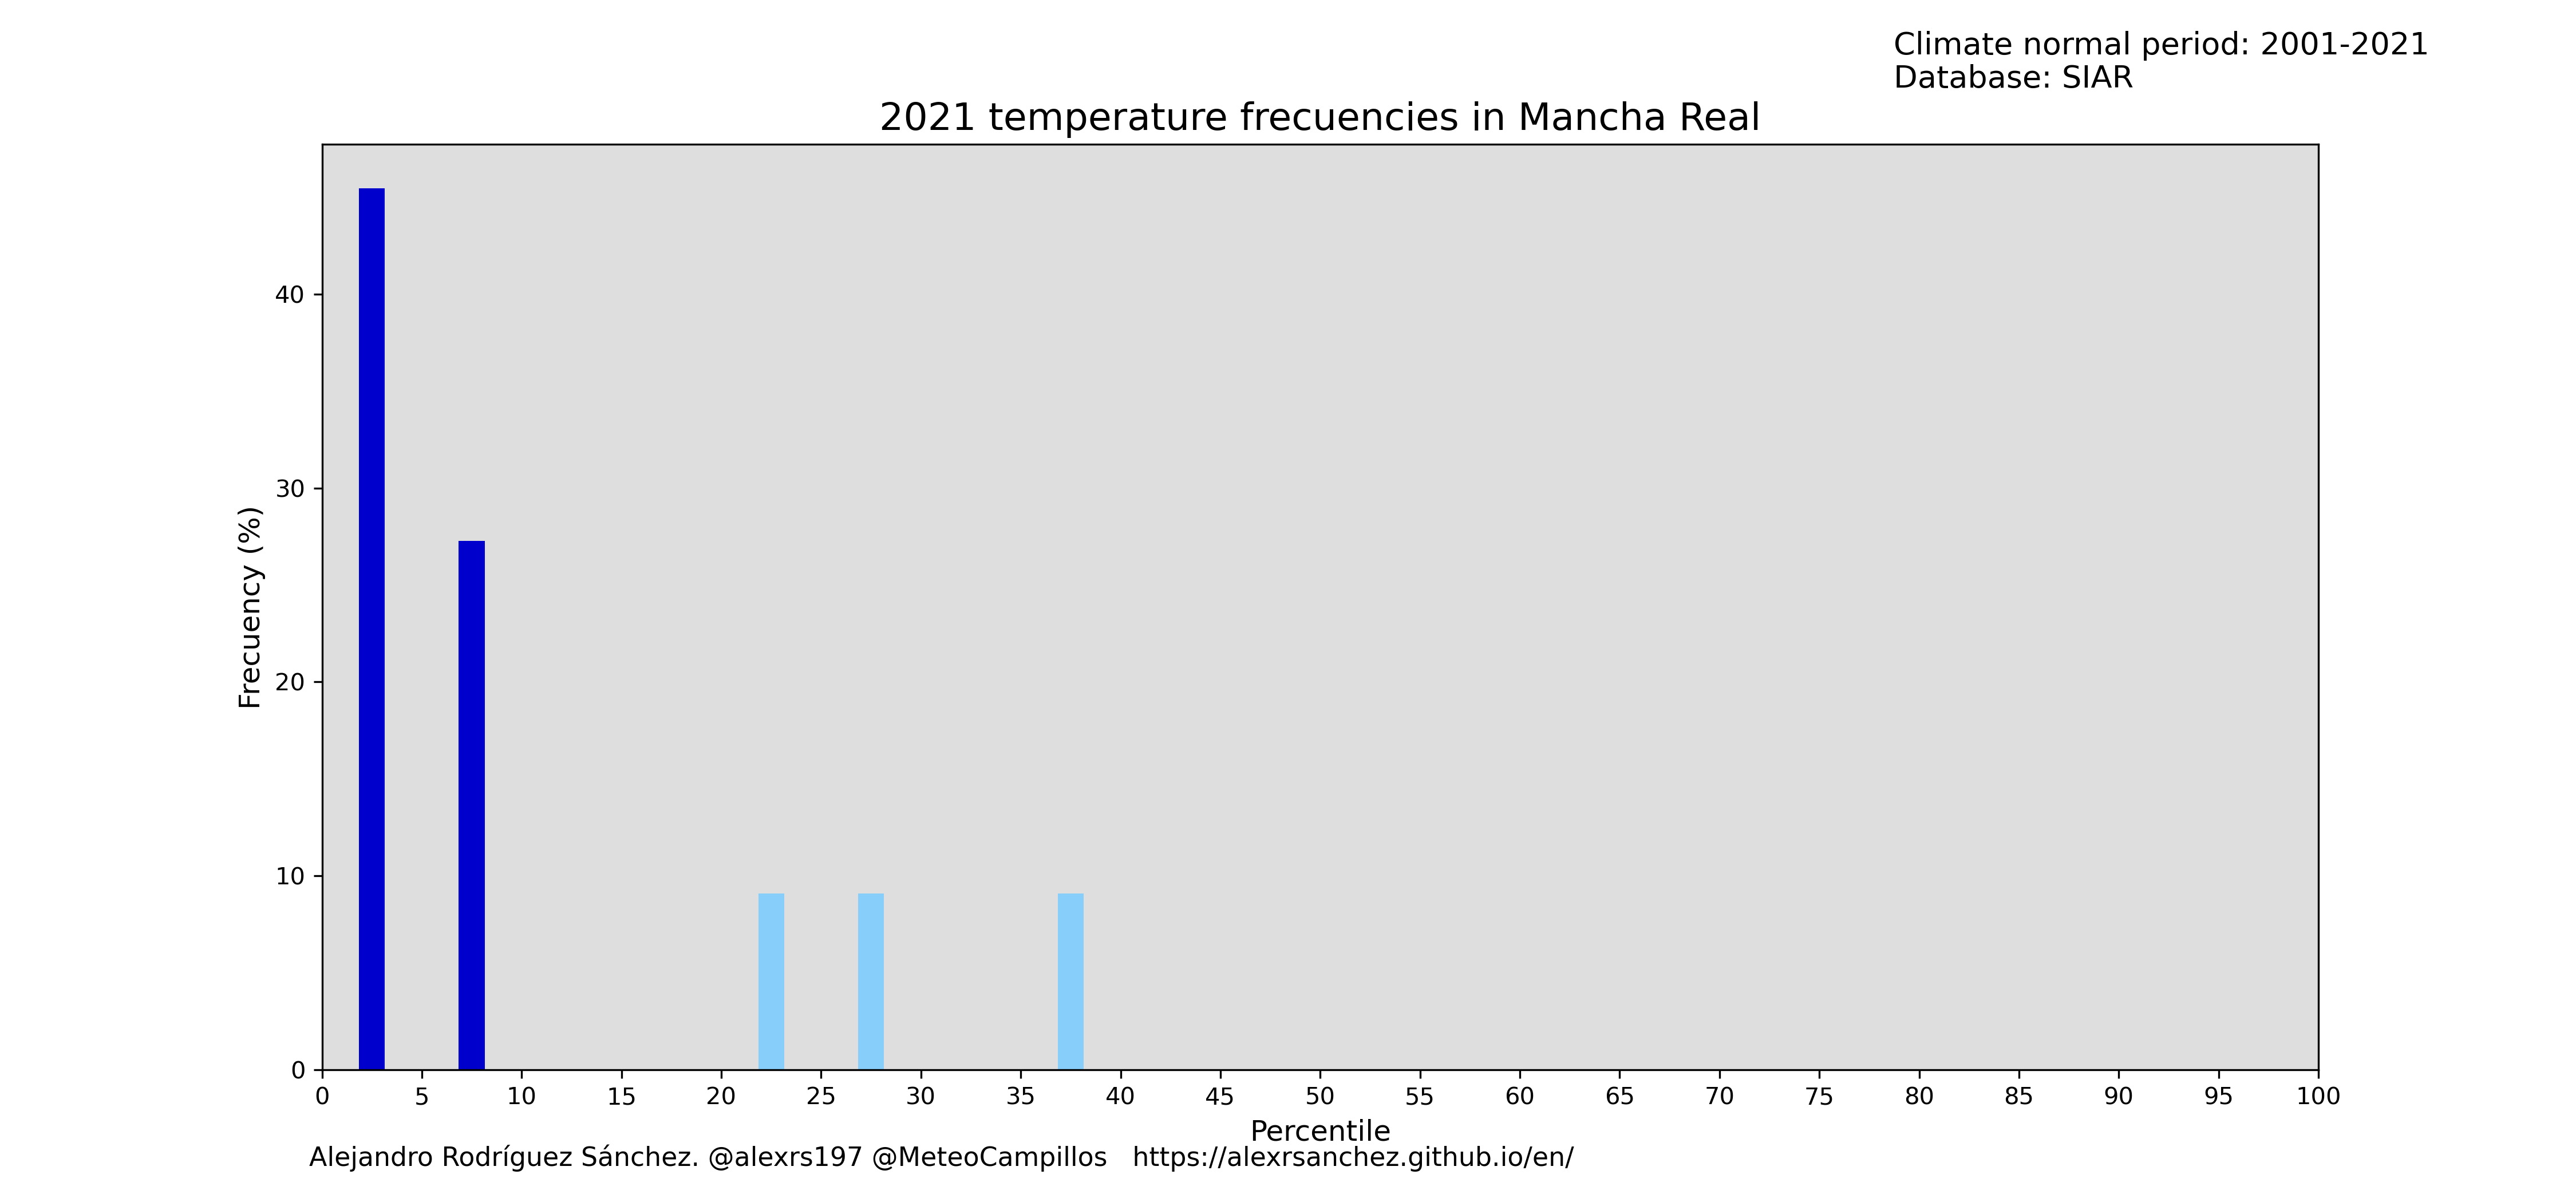 Climate normal period: 2001-2021
Database: SIAR
2021 temperature frecuencies in Mancha Real
Frecuency (%)
40
30
20
10
0
0 5 10 15 20 25 30 35 40 45 50 55 60 65 70 75 80 85 90 95 100
Percentile
Alejandro Rodríguez Sánchez. @alexrs197 @MeteoCampillos https://alexrsanchez.github.io/en/